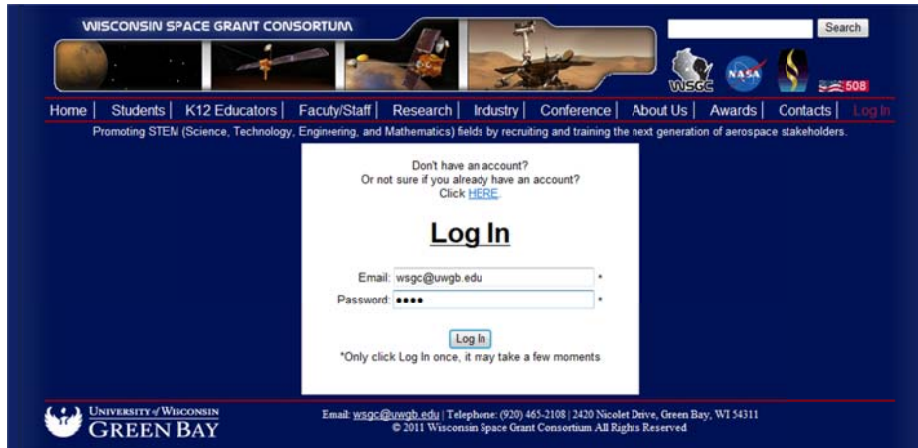 WISCONSIN SPACE GRANT CONSORTIUM
Search
WSGC
NASA
508
Home | Students | K12 Educators | Facuty/Staff | Research | Irdustry | Conference | About Us | Awards | Contacts | Log In
Promoting STEM (Science, Technology, Engineering, and Mathematics) fields by recruiting and training the next generation of aerospace stakeholders.
Don't have an account?
Or not sure if you already have an account?
Click HERE.
Log In
Email: wsgc@uwgb.edu *
Password: •••• *
Log In
*Only click Log In once, it may take a few moments
UNIVERSITY of WISCONSIN
GREEN BAY
Email: wsgc@uwgb.edu | Telephone: (920) 465-2108 | 2420 Nicolet Drive, Green Bay, WI 54311
© 2011 Wisconsin Space Grant Consortium All Rights Reserved